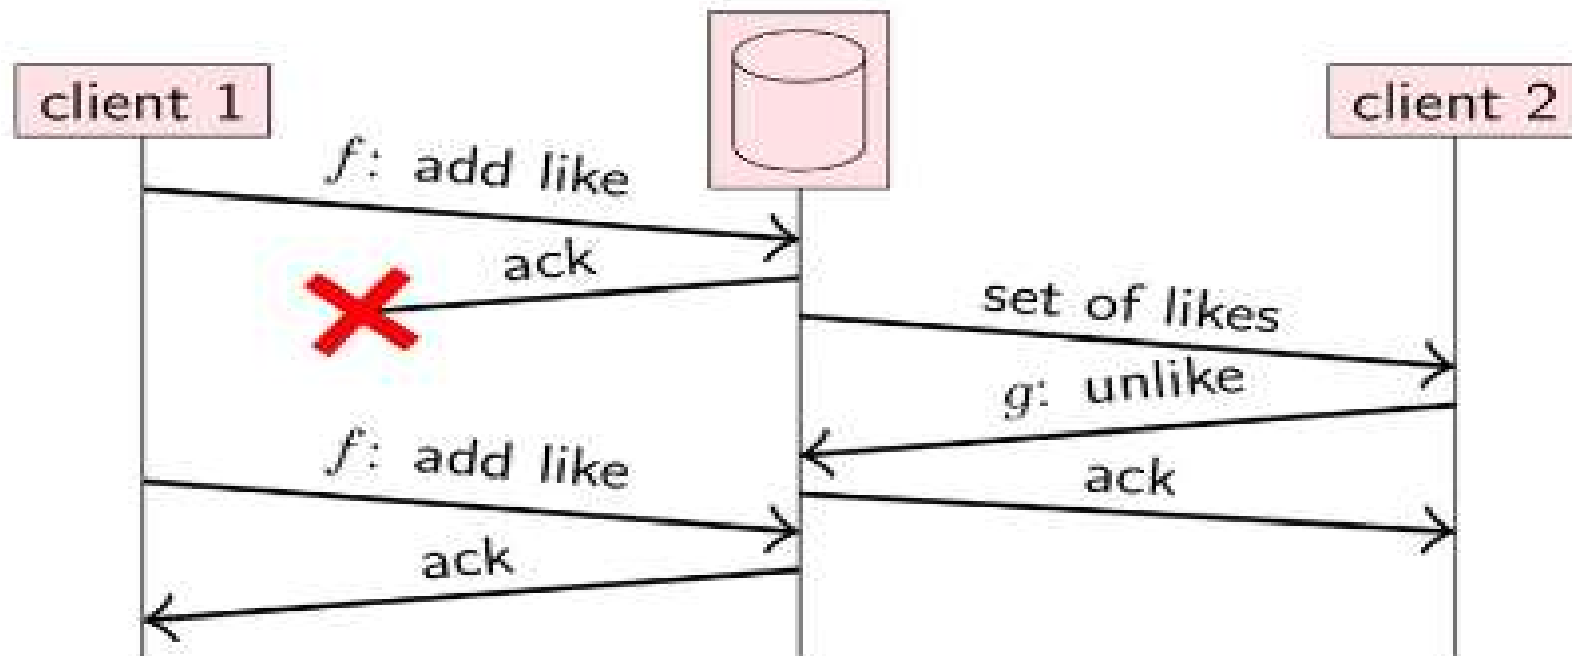 client 1
client 2
f: add like
ack
set of likes
g: unlike
f: add like
ack
ack